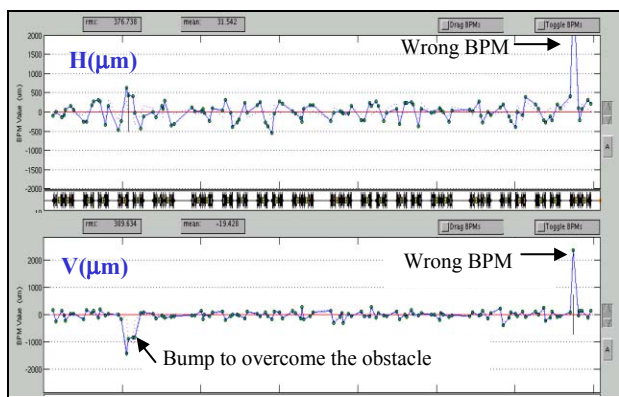 rms: 376.738 mean: 31.542 Drag BPMs Toggle BPMs
2000
H(µm)
Wrong BPM
1500
1000
500
0
-500
-1000
-1500
-2000
BPM Value (um)
A
rms: 309.634 mean: -19.428 Drag BPMs Toggle BPMs
2000
V(µm)
Wrong BPM
1000
0
-1000
Bump to overcome the obstacle
-2000
BPM Value (um)
A